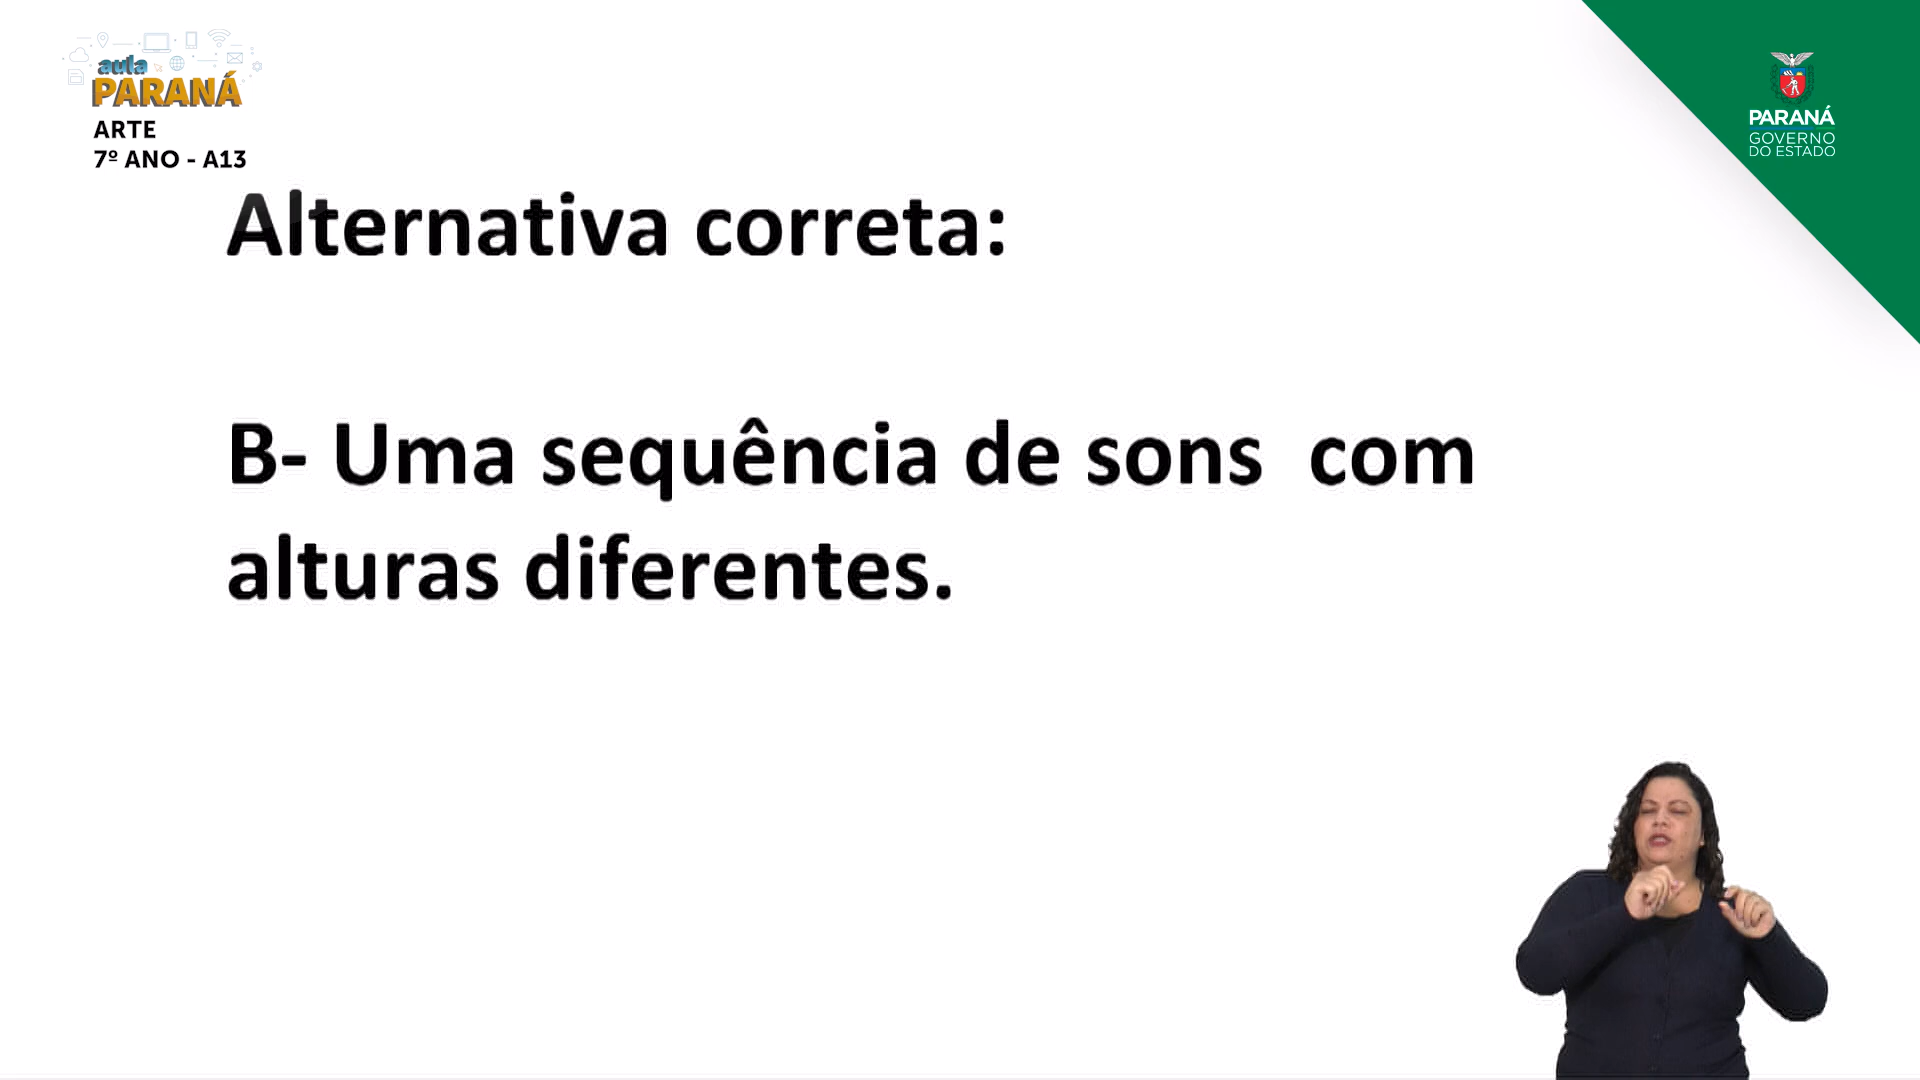 aula
PARANÁ
ARTE
7º ANO - A13
PARANÁ
GOVERNO
DO ESTADO
Alternativa correta:
B- Uma sequência de sons  com
alturas diferentes.